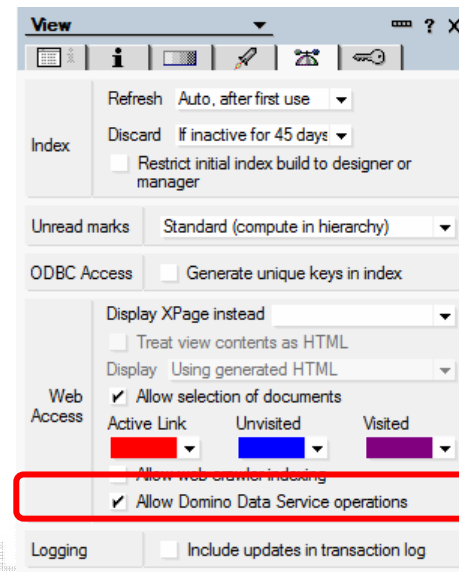 View
? X
Refresh Auto, after first use
Discard If inactive for 45 days
Index
Restrict initial index build to designer or
manager
Unread marks Standard (compute in hierarchy)
ODBC Access Generate unique keys in index
Display XPage instead
Treat view contents as HTML
Display Using generated HTML
Web
Access
Allow selection of documents
Active Link Unvisited Visited
Allow web crawler indexing
Allow Domino Data Service operations
Logging Include updates in transaction log